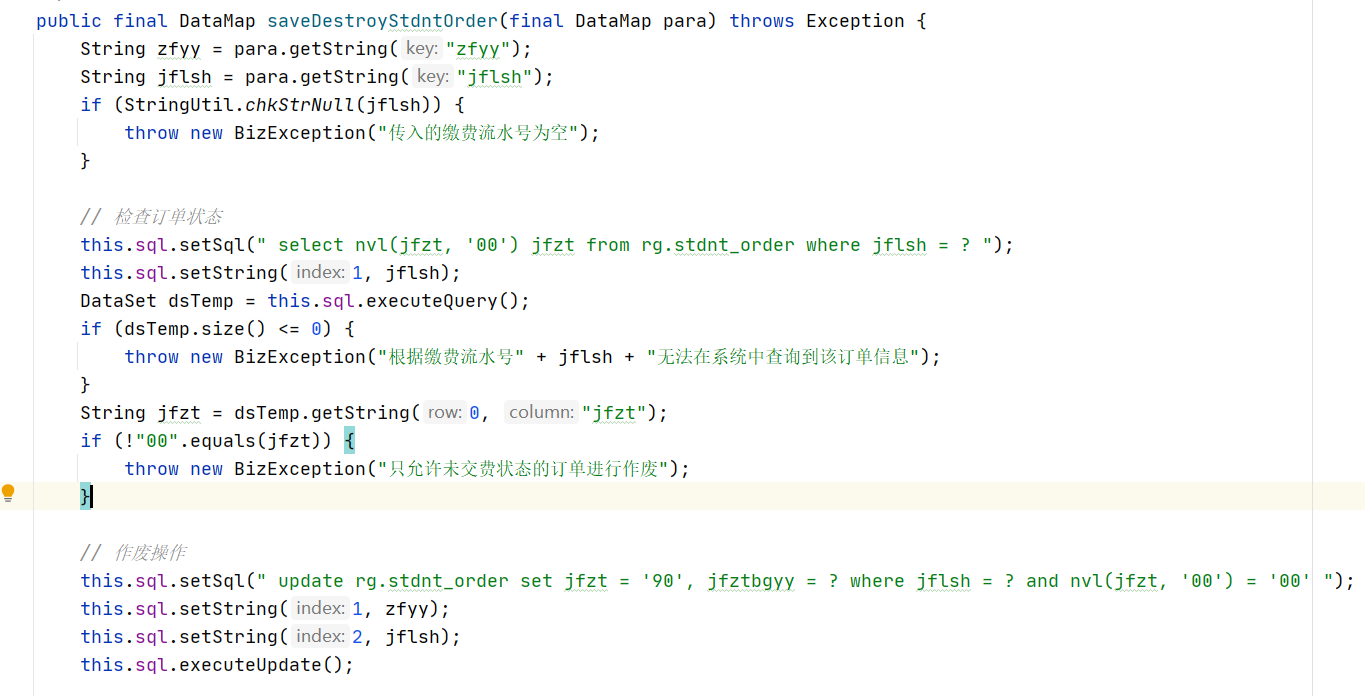 public final DataMap saveDestroyStdntOrder(final DataMap para) throws Exception {
String zfyy = para.getString( key: "zfyy");
String jflsh = para.getString( key: "jflsh");
if (StringUtil.chkStrNull(jflsh)) {
throw new BizException("传入的缴费流水号为空");
}
// 检查订单状态
this.sql.setSql(" select nvl(jfzt, '00') jfzt from rg.stdnt_order where jflsh = ? ");
this.sql.setString( index: 1, jflsh);
DataSet dsTemp = this.sql.executeQuery();
if (dsTemp.size() <= 0) {
throw new BizException("根据缴费流水号" + jflsh + "无法在系统中查询到该订单信息");
}
String jfzt = dsTemp.getString( row: 0, column: "jfzt");
if (!"00".equals(jfzt)) {
throw new BizException("只允许未交费状态的订单进行作废");
}
// 作废操作
this.sql.setSql(" update rg.stdnt_order set jfzt = '90', jfztbgyy = ? where jflsh = ? and nvl(jfzt, '00') = '00' ");
this.sql.setString( index: 1, zfyy);
this.sql.setString( index: 2, jflsh);
this.sql.executeUpdate();